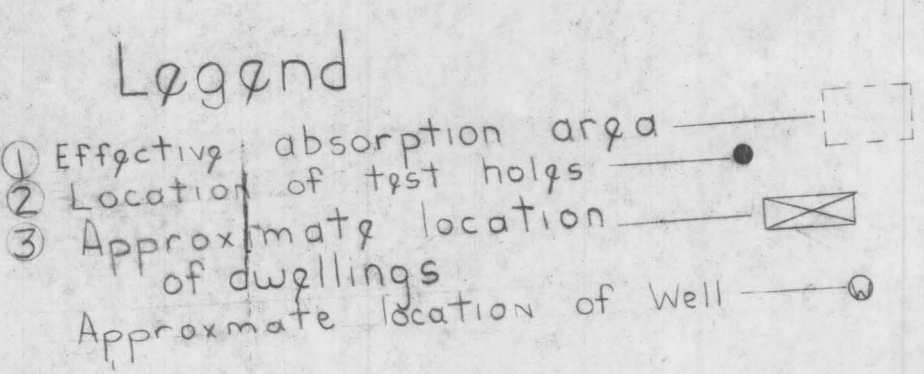 Legend
① Effective absorption area
② Location of test holes
③ Approximate location
of dwellings
Approxmate location of Well W